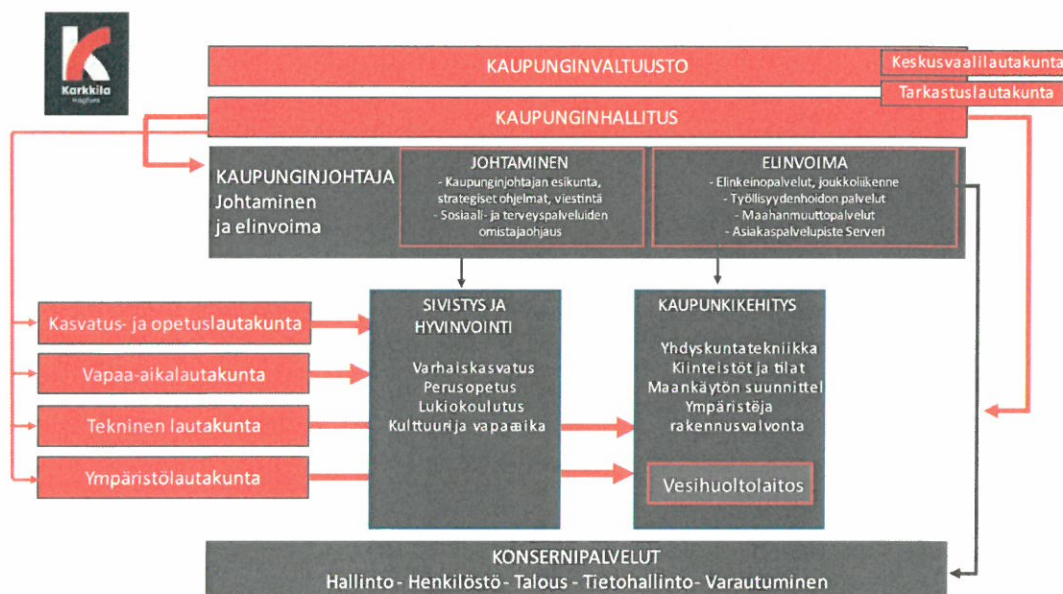 Karkkila
KAUPUNGINVALTUUSTO
Keskusvaalilautakunta
Tarkastuslautakunta
KAUPUNGINHALLITUS
KAUPUNGINJOHTAJA
Johtaminen
ja elinvoima
JOHTAMINEN
- Kaupunginjohtajan esikunta,
strategiset ohjelmat, viestintä
- Sosiaali- ja terveyspalveluiden
omistajaohjaus
ELINVOIMA
- Elinkeinopalvelut, joukkoliikenne
- Työllisyydenhoidon palvelut
- Maahanmuuttopalvelut
- Asiakaspalvelupiste Serveri
Kasvatus- ja opetuslautakunta
Vapaa-aikalautakunta
Tekninen lautakunta
Ympäristölautakunta
SIVISTYS JA
HYVINVOINTI
Varhaiskasvatus
Perusopetus
Lukiokoulutus
Kulttuuri ja vapaa-aika
KAUPUNKIKEHITYS
Yhdyskuntatekniikka
Kiinteistöt ja tilat
Maankäytön suunnittel
Ympäristö ja
rakennusvalvonta
Vesihuoltolaitos
KONSERNIPALVELUT
Hallinto - Henkilöstö - Talous - Tietohallinto - Varautuminen